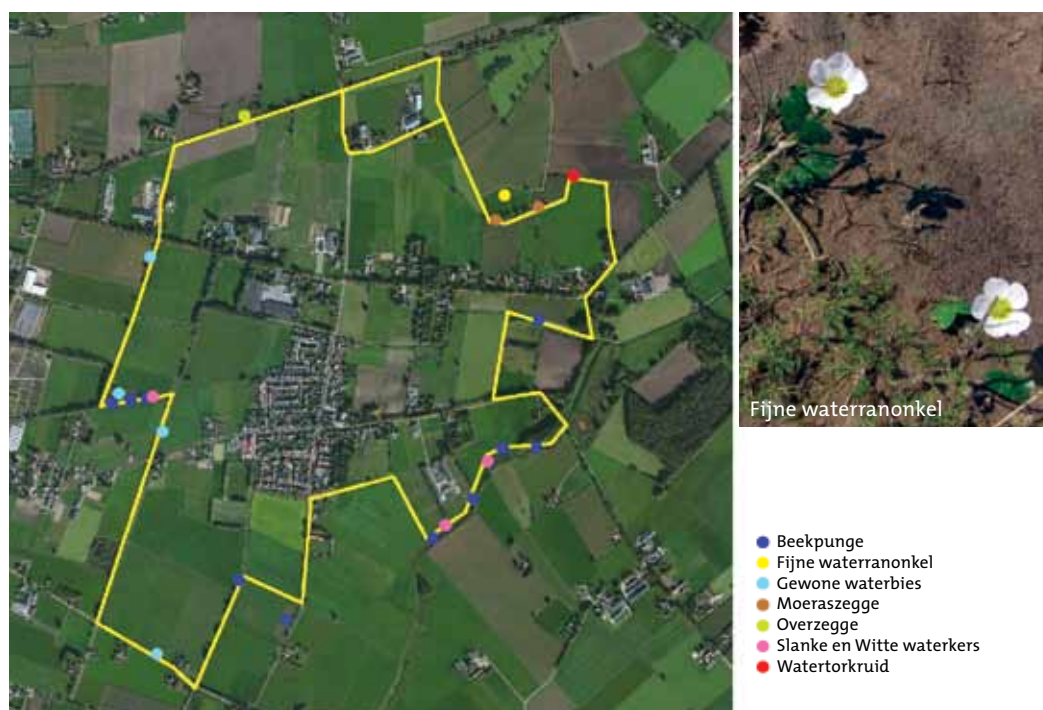 Fijne waterranonkel
Beekpunge
Fijne waterranonkel
Gewone waterbies
Moeraszegge
Overzegge
Slanke en Witte waterkers
Watertorkruid